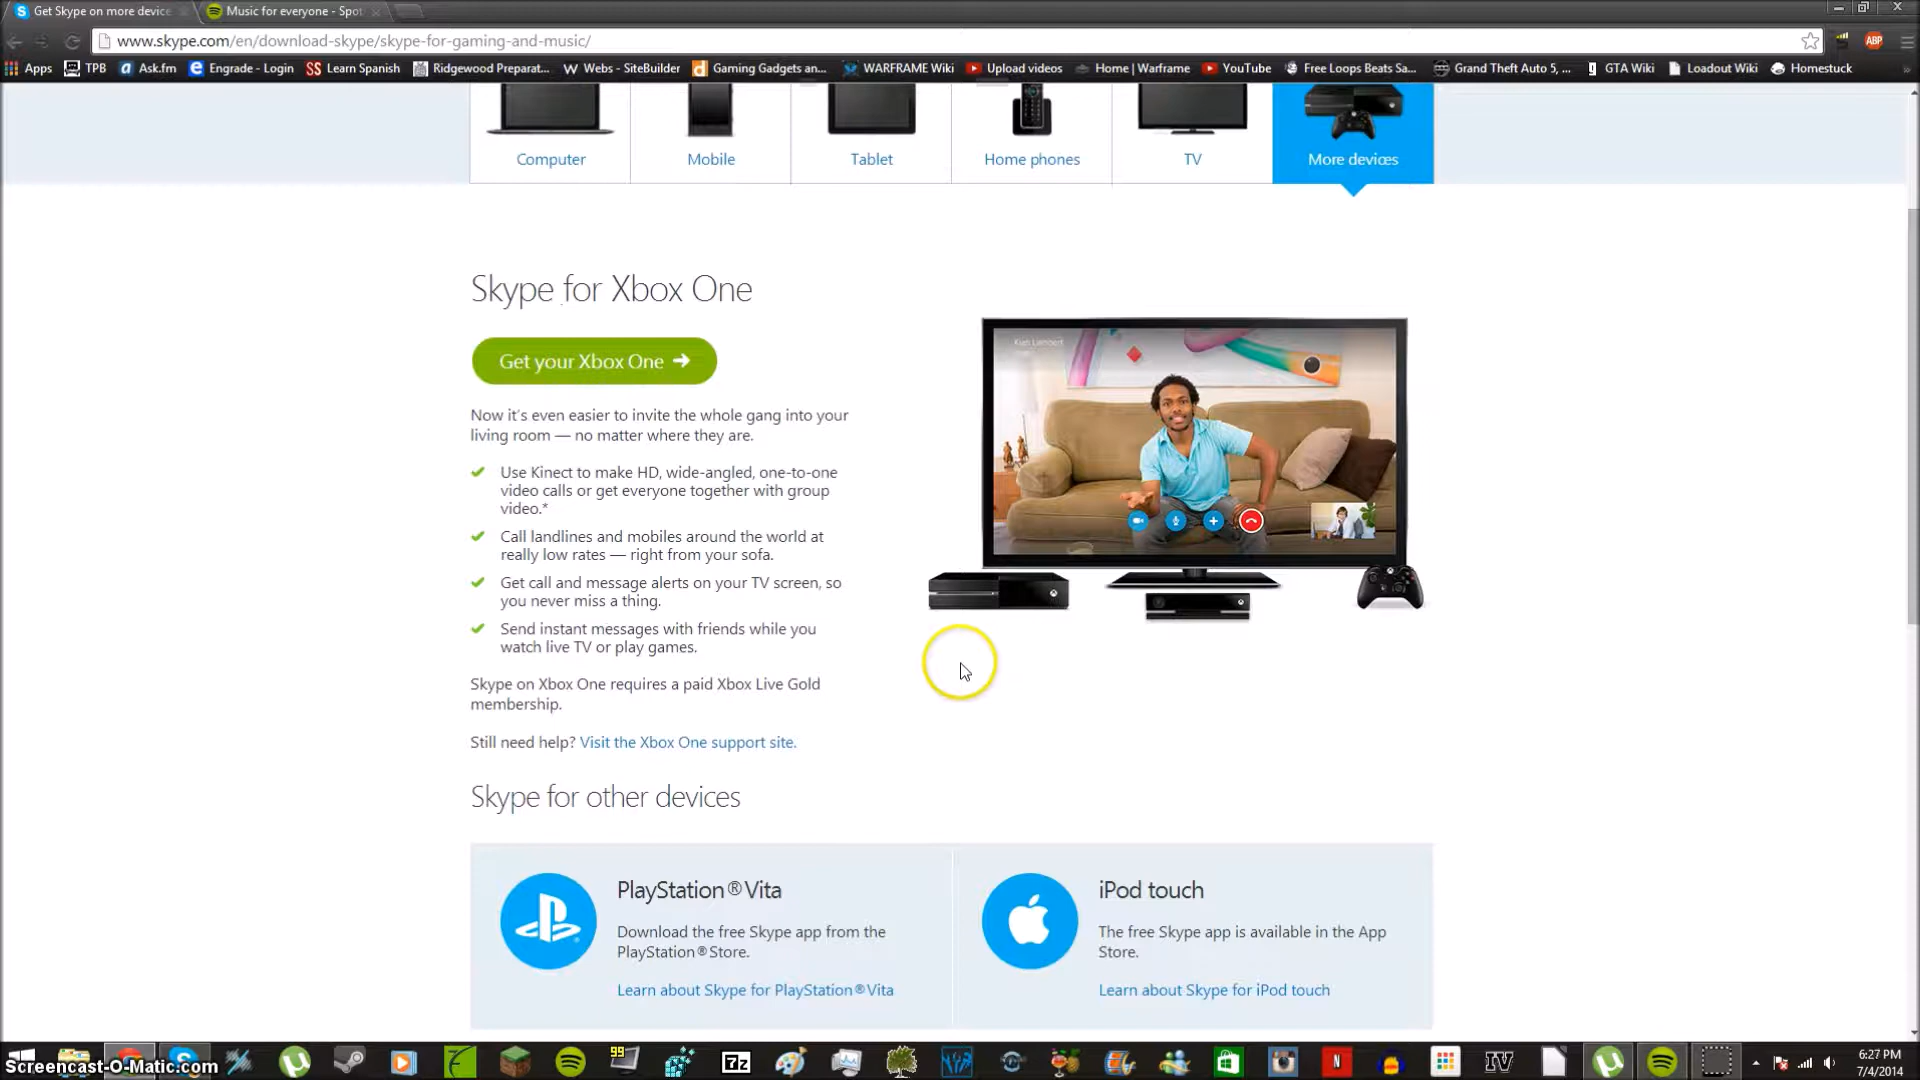 Get Skype on more device
Music for everyone - Spot
www.skype.com/en/download-skype/skype-for-gaming-and-music/
ABP
Apps
TPB
Ask.fm
Engrade - Login
SS Learn Spanish
Ridgewood Preparat...
W Webs - SiteBuilder
Gaming Gadgets an...
WARFRAME Wiki
Upload videos
Home | Warframe
YouTube
Free Loops Beats Sa...
Grand Theft Auto 5, ...
GTA Wiki
Loadout Wiki
Homestuck
»
Computer
Mobile
Tablet
Home phones
TV
More devices
Skype for Xbox One
Get your Xbox One
Now it's even easier to invite the whole gang into your
living room — no matter where they are.
Use Kinect to make HD, wide-angled, one-to-one
video calls or get everyone together with group
video.*
Call landlines and mobiles around the world at
really low rates — right from your sofa.
Get call and message alerts on your TV screen, so
you never miss a thing.
Send instant messages with friends while you
watch live TV or play games.
Skype on Xbox One requires a paid Xbox Live Gold
membership.
Still need help? Visit the Xbox One support site.
Skype for other devices
PlayStation®Vita
Download the free Skype app from the
PlayStation®Store.
Learn about Skype for PlayStation®Vita
iPod touch
The free Skype app is available in the App
Store.
Learn about Skype for iPod touch
Screencast-O-Matic.com
99
7z
N
IV
6:27 PM
7/4/2014